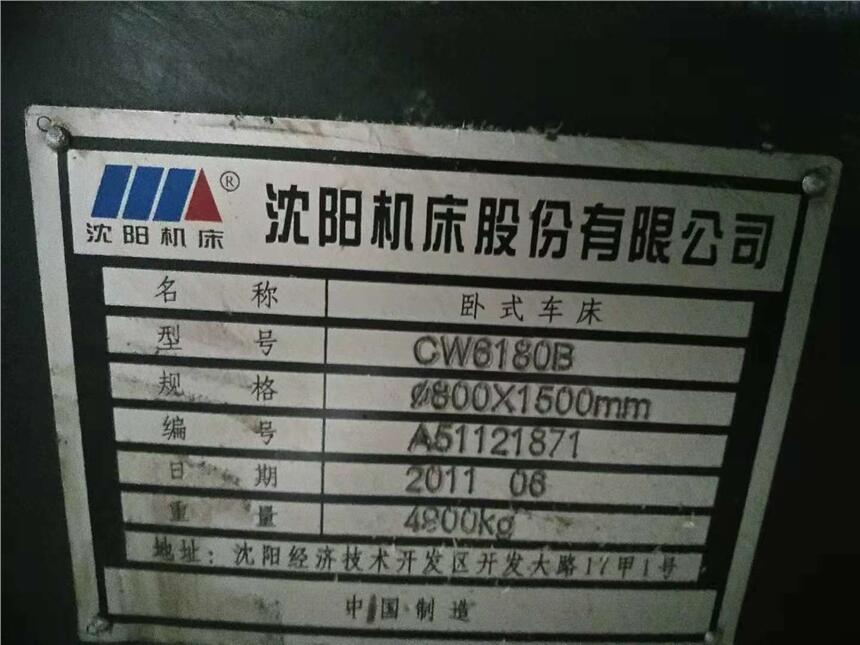 沈阳机床® 沈阳机床股份有限公司
名称 卧式车床
型号 CW6180B
规格 Ø800X1500mm
编号 A51121871
日期 2011 06
重量 4800kg
地址：沈阳经济技术开发区开发大路17甲1号
中国制造